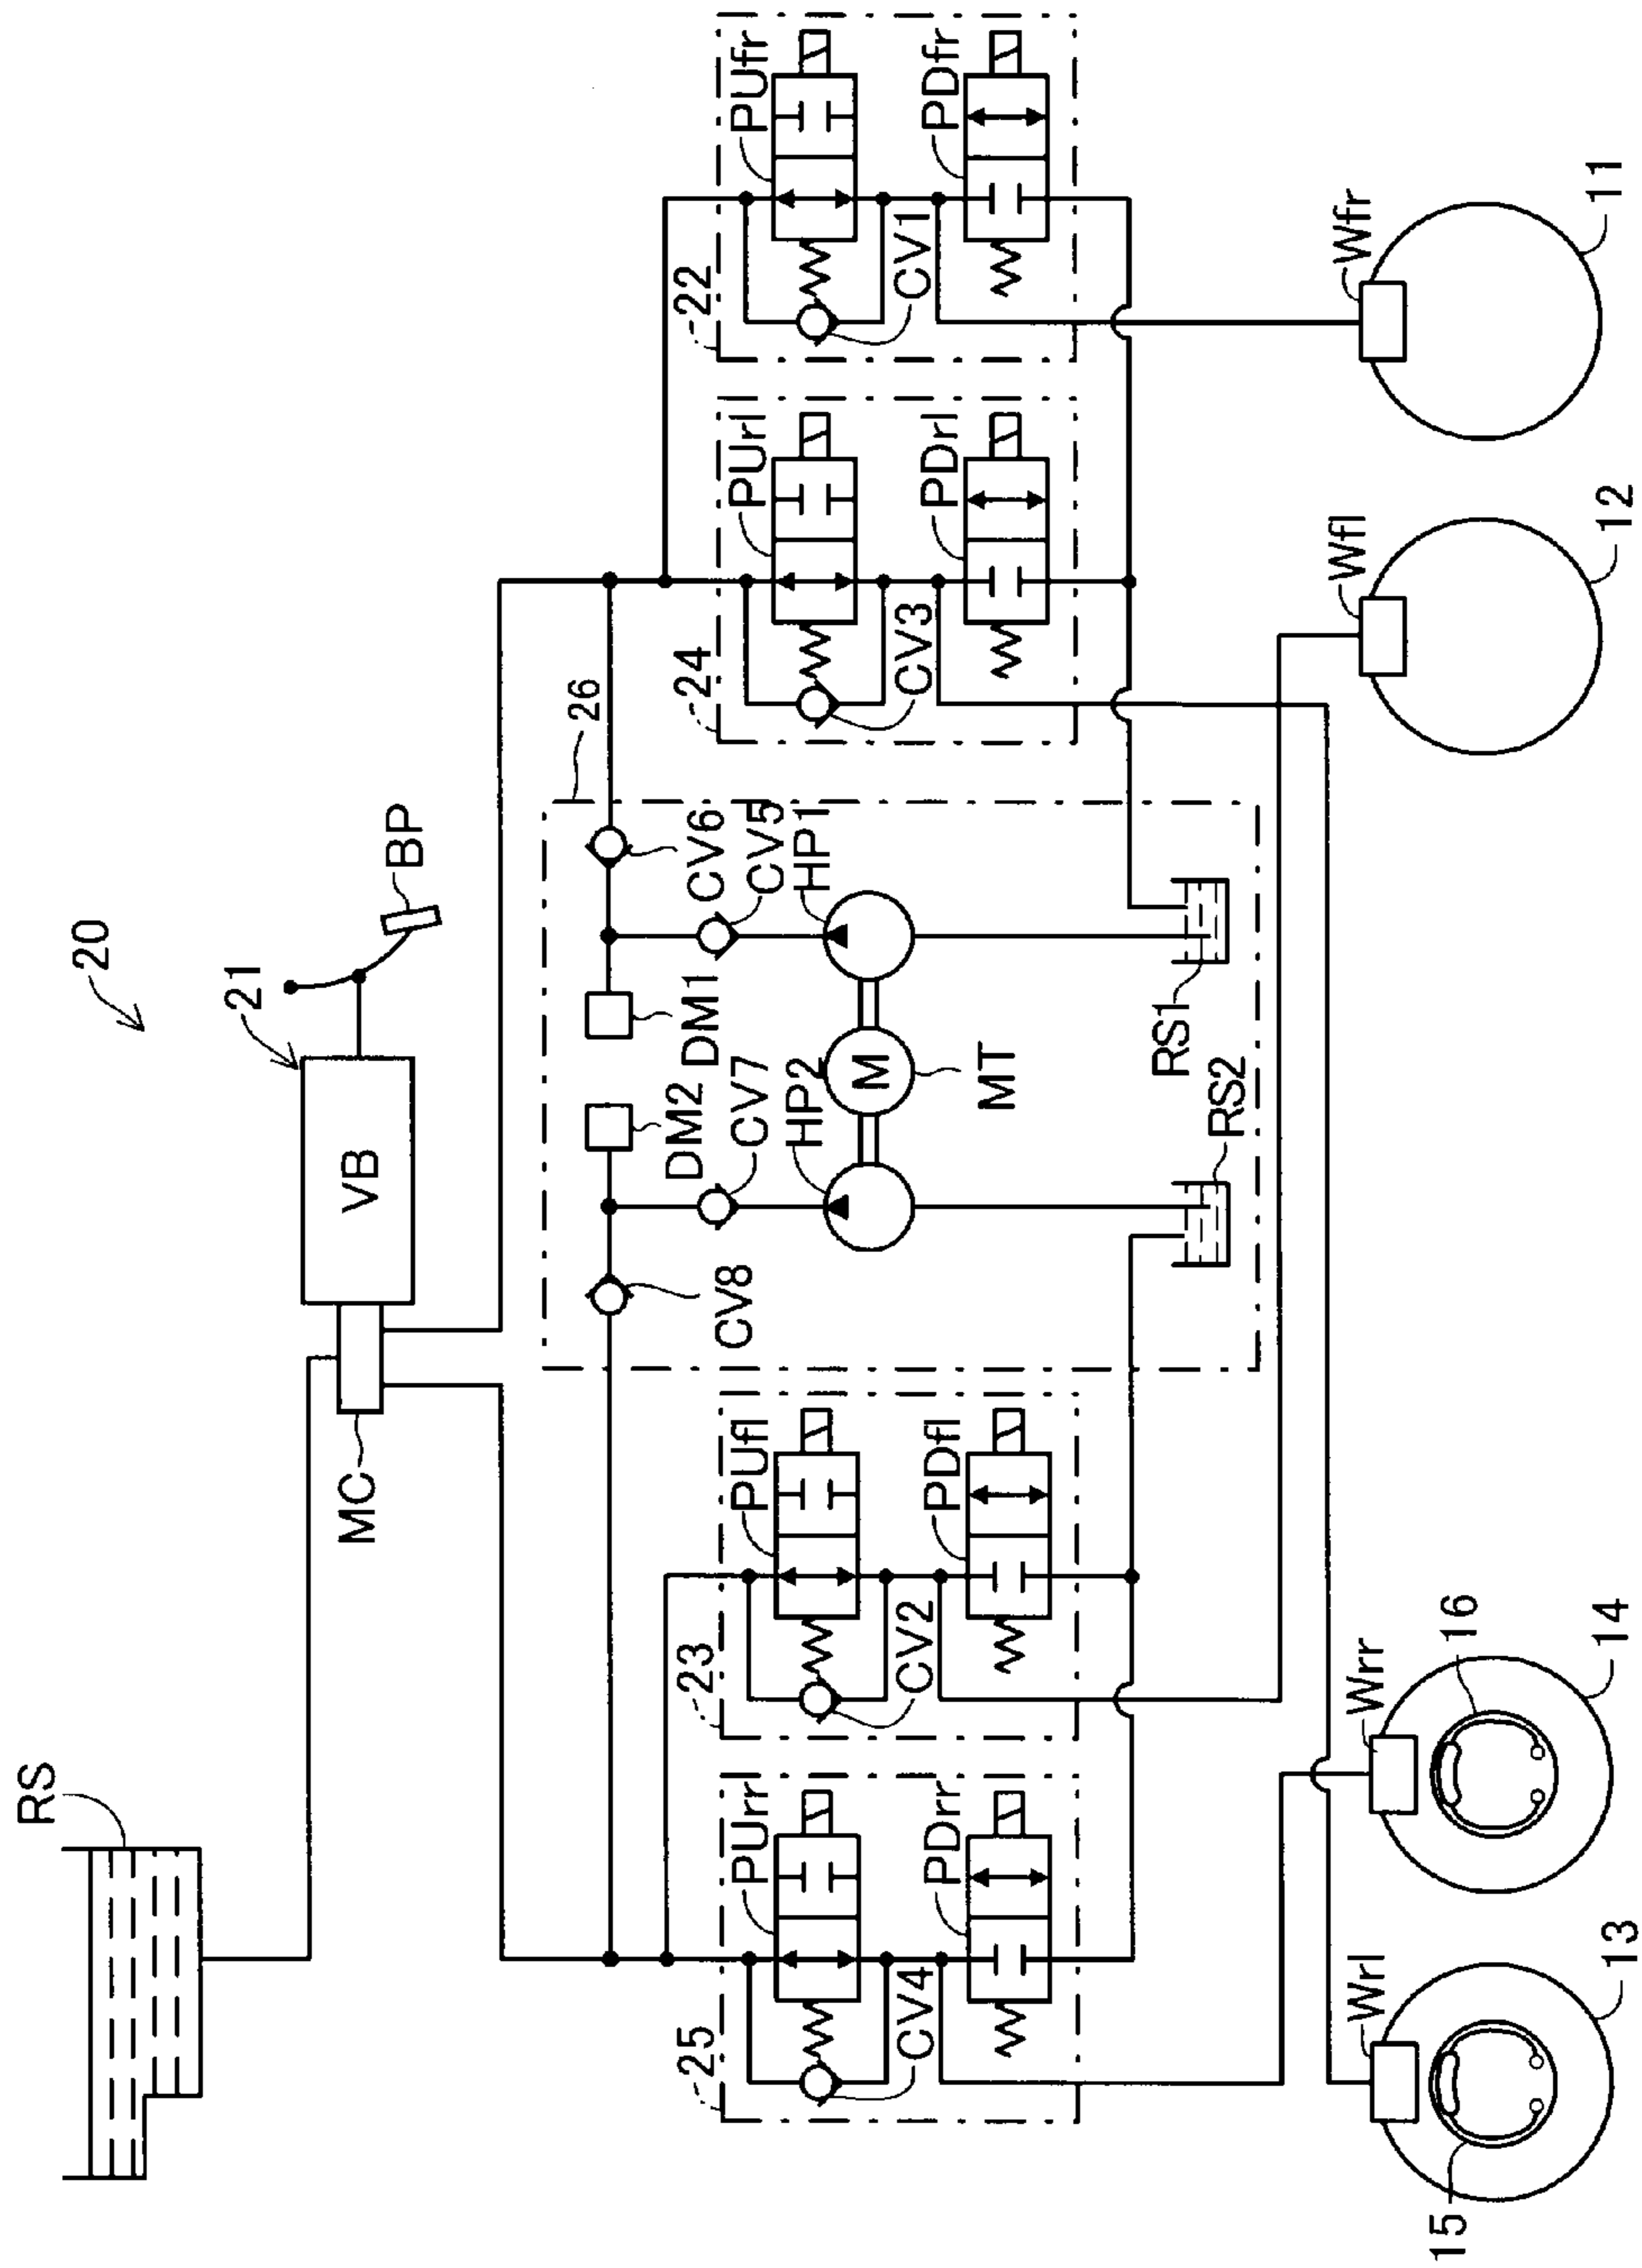 20
21
BP
VB
MC
RS
26
22
PUfr
PDfr
CV1
24
PUrl
PDrl
CV3
CV6
CV5
HP1
DM1
DM2
CV7
HP2
CV8
M
MT
RS1
RS2
23
PUfl
PDfl
CV2
25
PUrr
PDrr
CV4
Wfr
11
Wfl
12
Wrr
16
14
Wrl
15
13